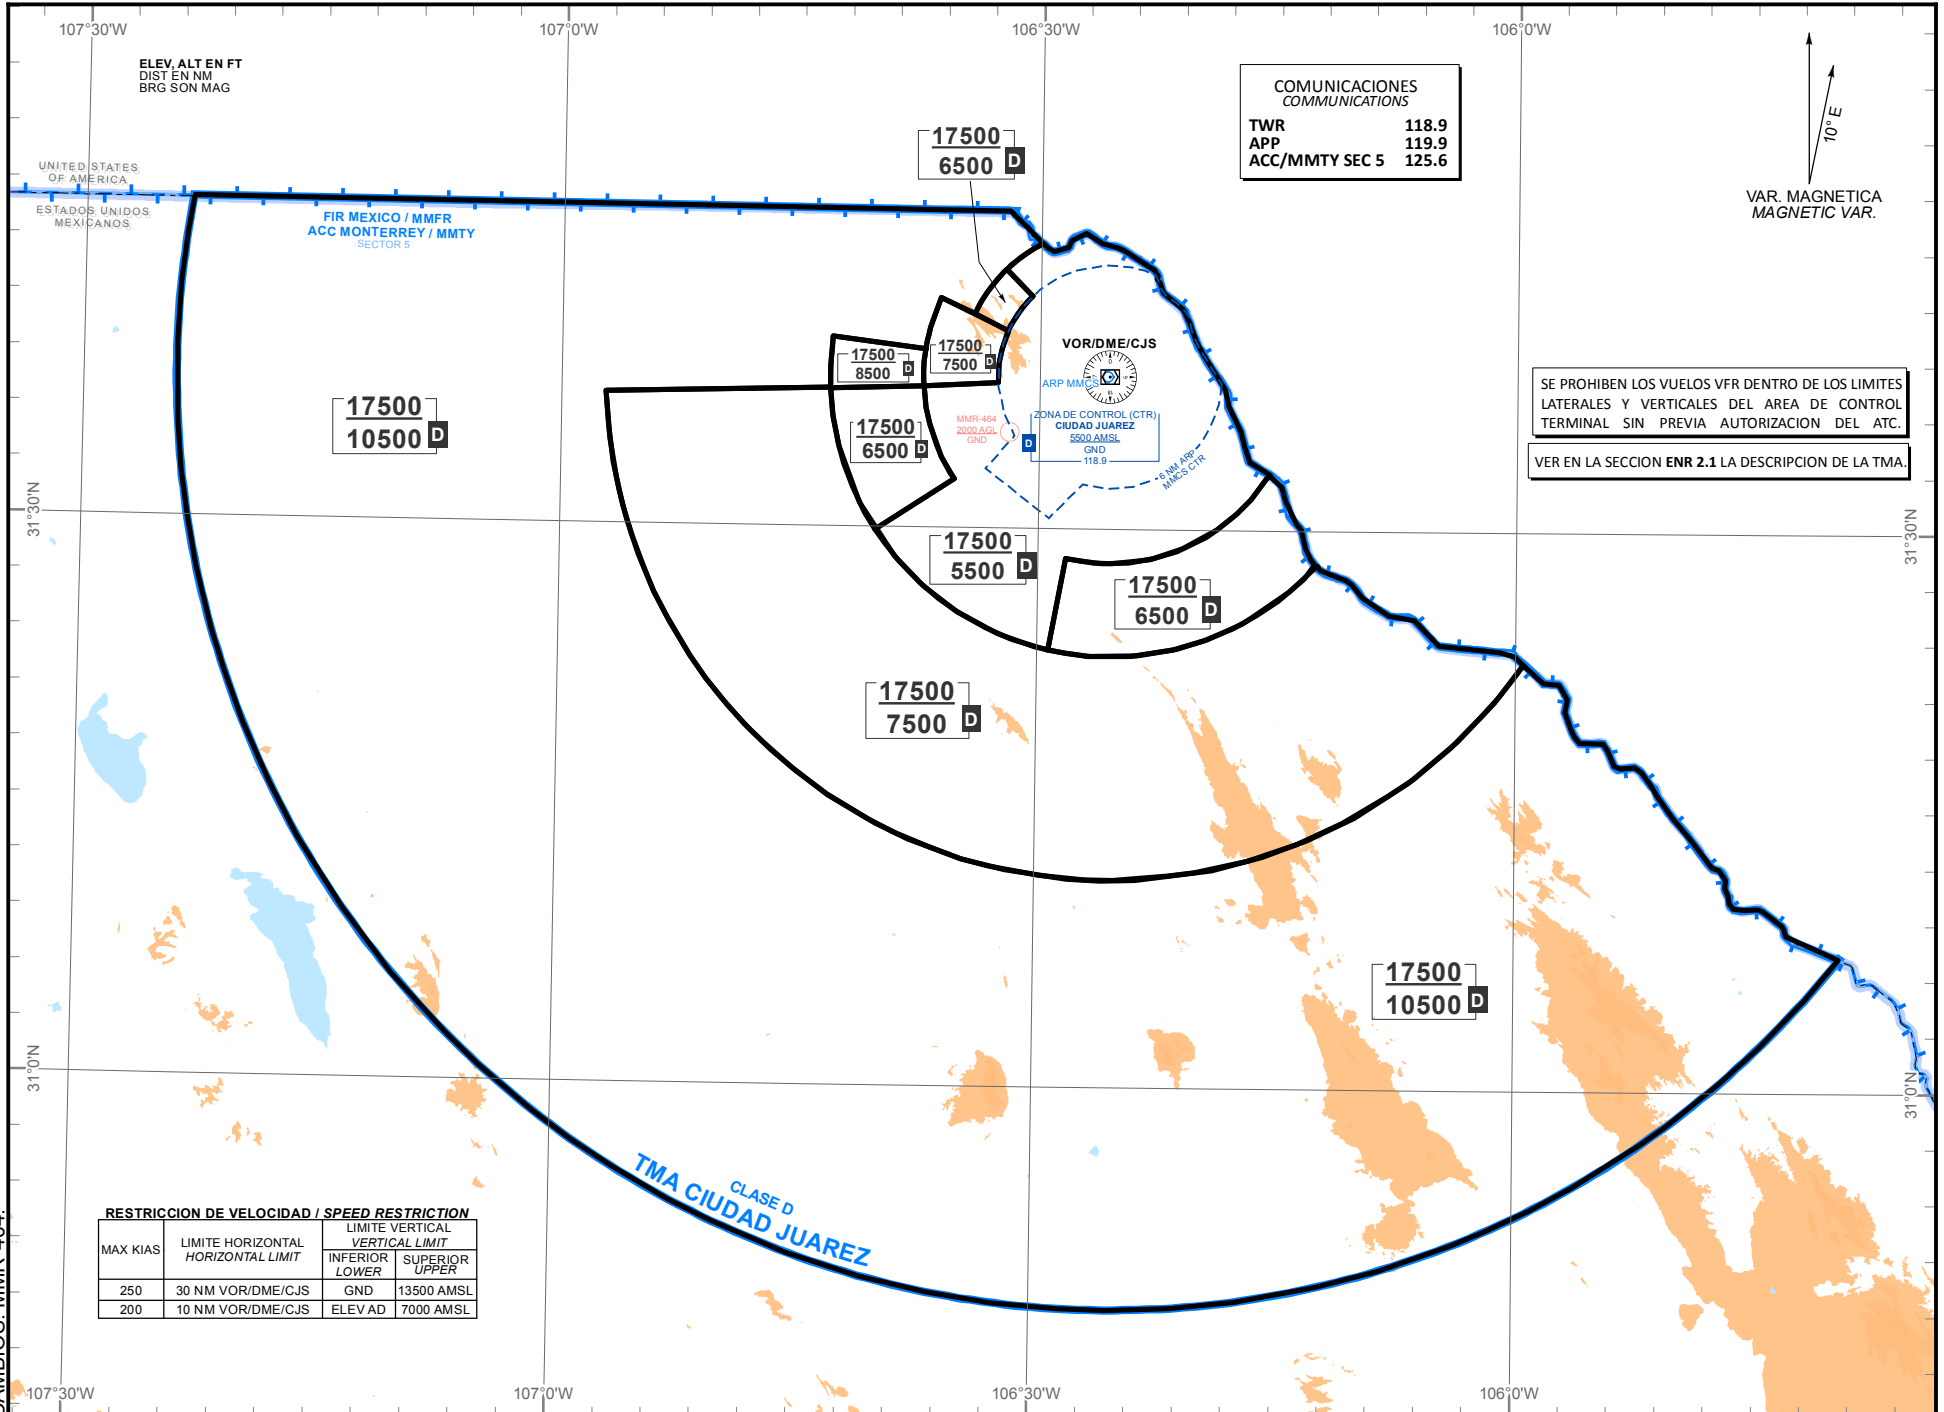 107°30'W
107°0'W
106°30'W
106°0'W
ELEV, ALT EN FT
DIST EN NM
BRG SON MAG
COMUNICACIONES
COMMUNICATIONS
TWR 118.9
APP 119.9
ACC/MMTY SEC 5 125.6
10° E
VAR. MAGNETICA
MAGNETIC VAR.
17500
6500
D
UNITED STATES
OF AMERICA
ESTADOS UNIDOS
MEXICANOS
FIR MEXICO / MMFR
ACC MONTERREY / MMTY
SECTOR 5
VOR/DME/CJS
ARP MMCS
17500
7500
D
17500
8500
D
17500
10500
D
17500
6500
D
MMR-464
2000 AGL
GND
ZONA DE CONTROL (CTR)
CIUDAD JUAREZ
5500 AMSL
GND
118.9
D
6 NM ARP
MMCS CTR
SE PROHIBEN LOS VUELOS VFR DENTRO DE LOS LIMITES
LATERALES Y VERTICALES DEL AREA DE CONTROL
TERMINAL SIN PREVIA AUTORIZACION DEL ATC.
VER EN LA SECCION ENR 2.1 LA DESCRIPCION DE LA TMA.
31°30'N
31°30'N
17500
5500
D
17500
6500
D
17500
7500
D
17500
10500
D
31°0'N
31°0'N
CLASE D
TMA CIUDAD JUAREZ
RESTRICCION DE VELOCIDAD / SPEED RESTRICTION
MAX KIAS
LIMITE HORIZONTAL
HORIZONTAL LIMIT
LIMITE VERTICAL
VERTICAL LIMIT
INFERIOR
LOWER
SUPERIOR
UPPER
250 30 NM VOR/DME/CJS GND 13500 AMSL
200 10 NM VOR/DME/CJS ELEV AD 7000 AMSL
107°30'W
107°0'W
106°30'W
106°0'W